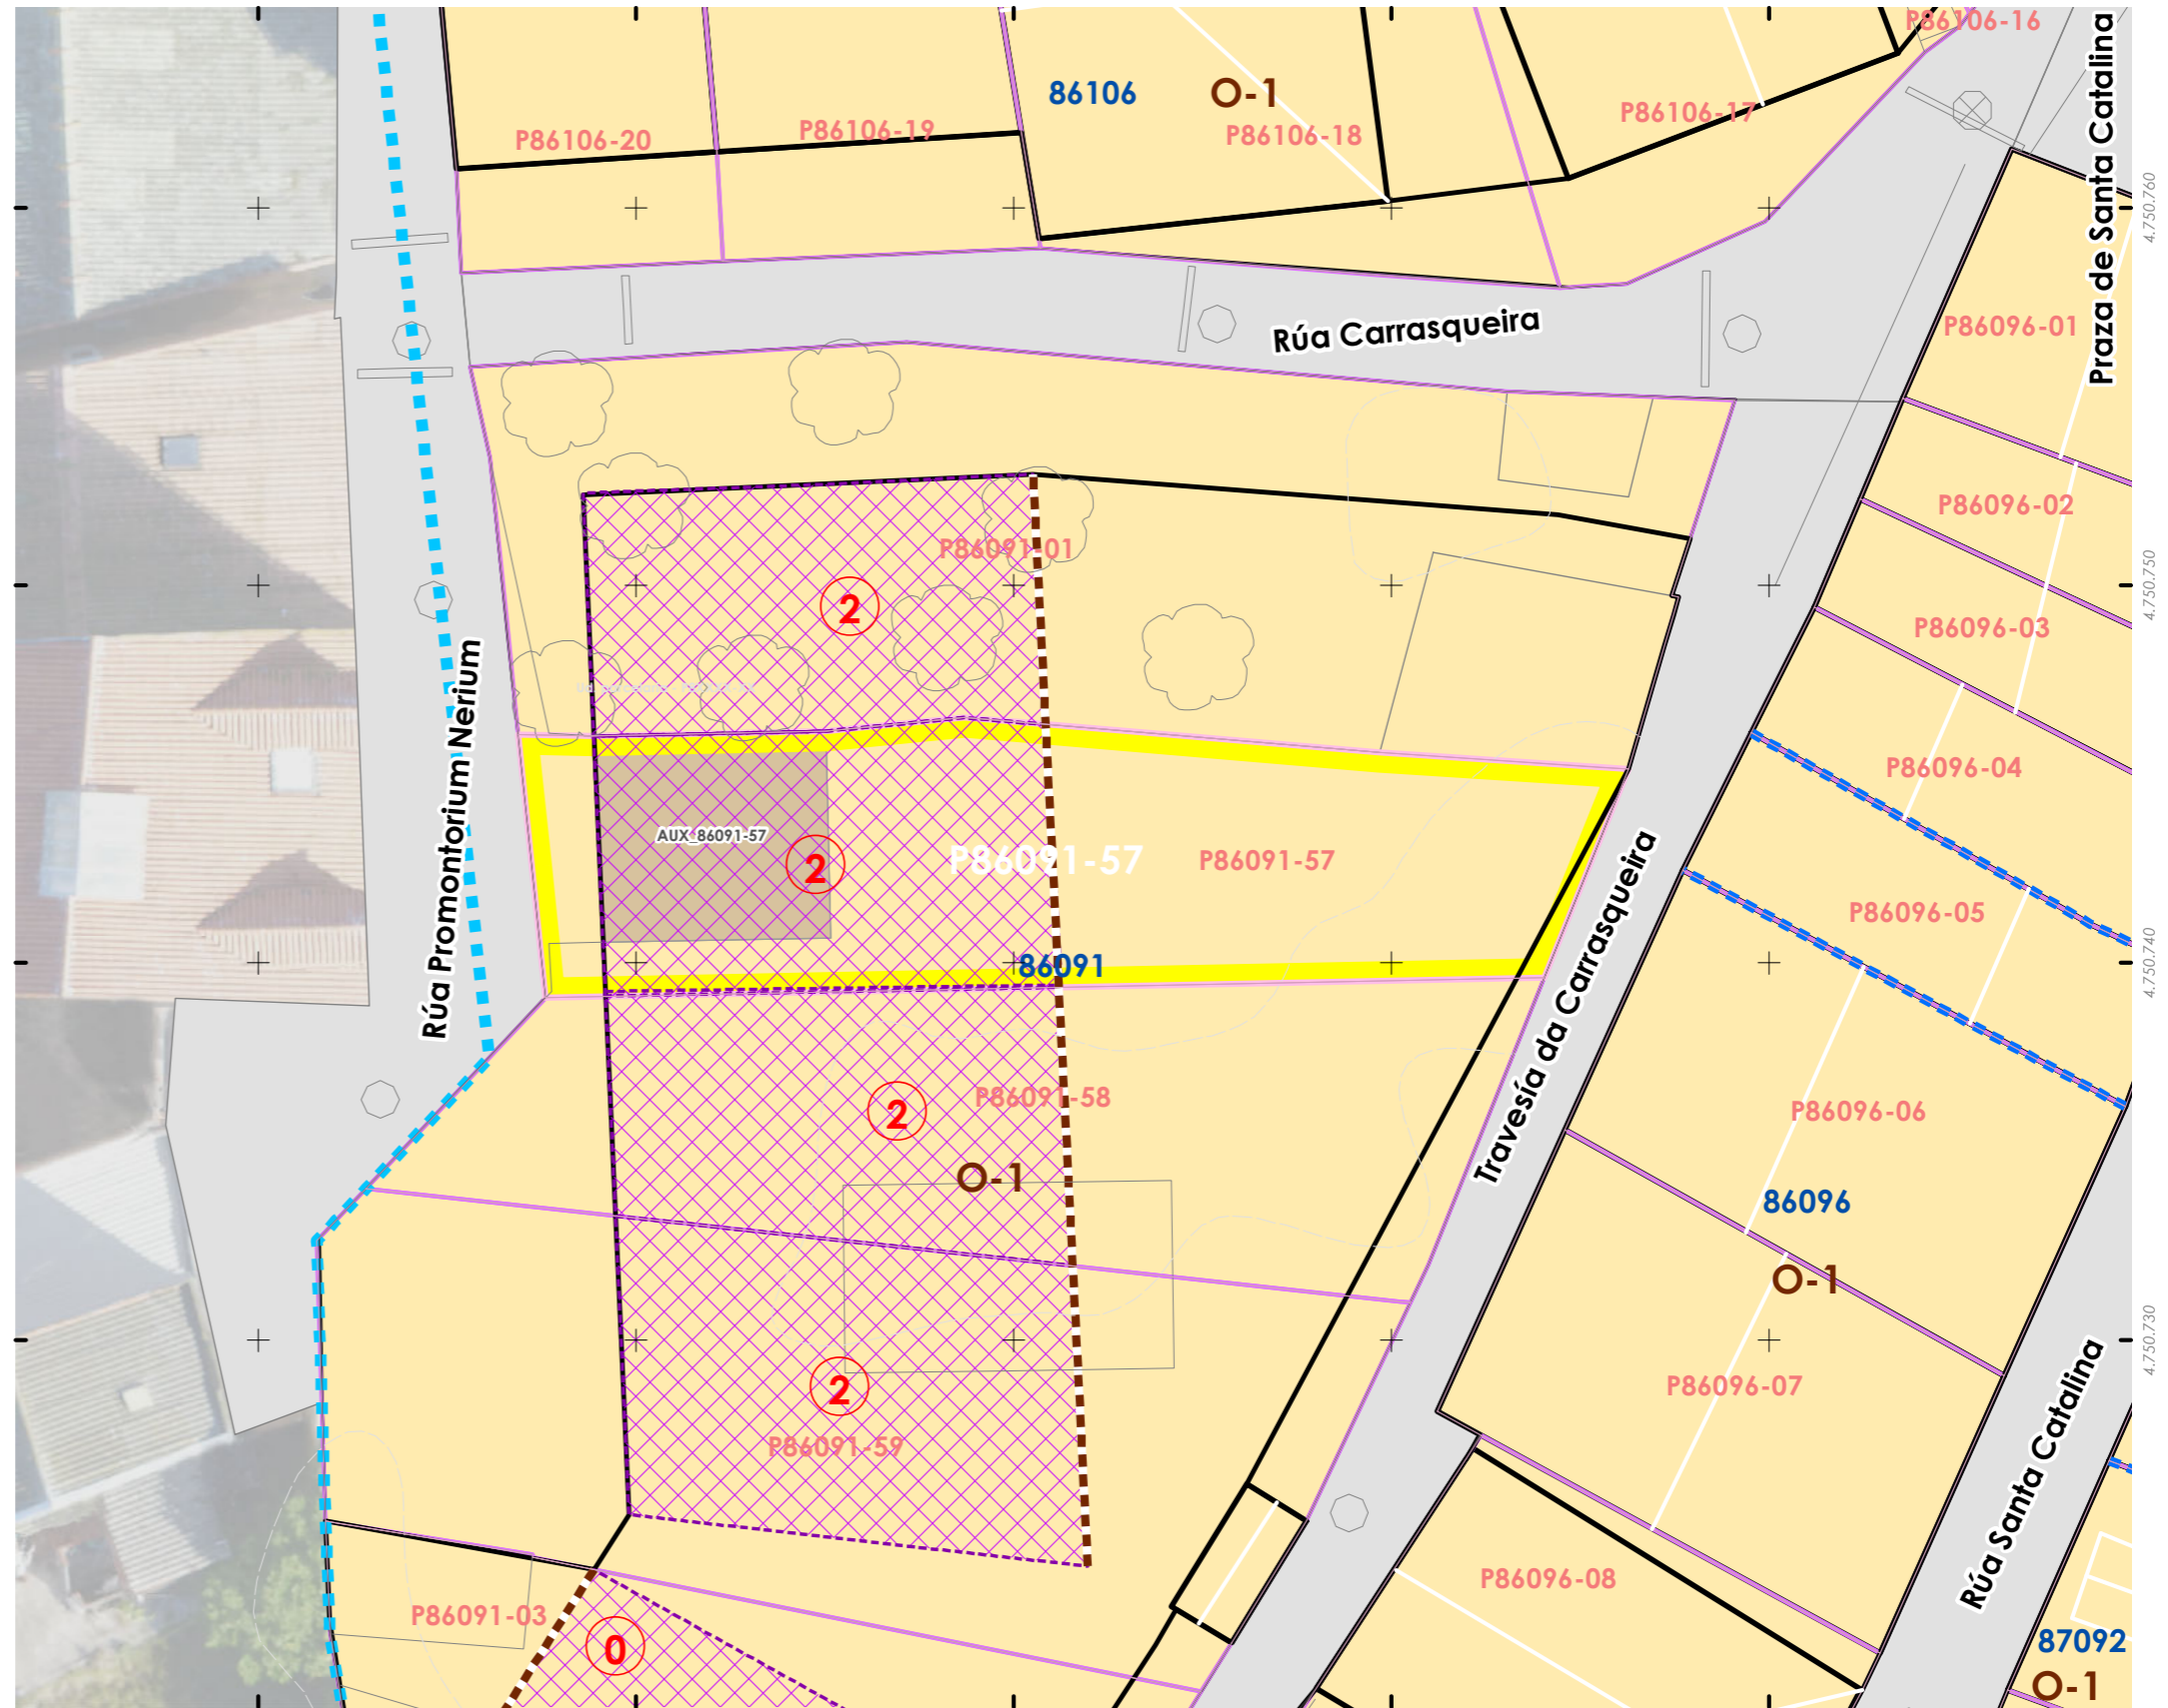 P86106-16
86106
O-1
P86106-20
P86106-19
P86106-18
P86106-17
Praza de Santa Catalina
4.750.760
Rúa Carrasqueira
P86096-01
P86096-02
P86091-01
4.750.750
2
P86096-03
Rúa Promontorium Nerium
P86096-04
AUX_86091-57
2
P86091-57
P86091-57
P86096-05
86091
4.750.740
Travesía da Carrasqueira
P86091-58
2
P86096-06
O-1
86096
O-1
4.750.730
2
P86096-07
P86091-59
Rúa Santa Catalina
P86096-08
P86091-03
0
87092
O-1